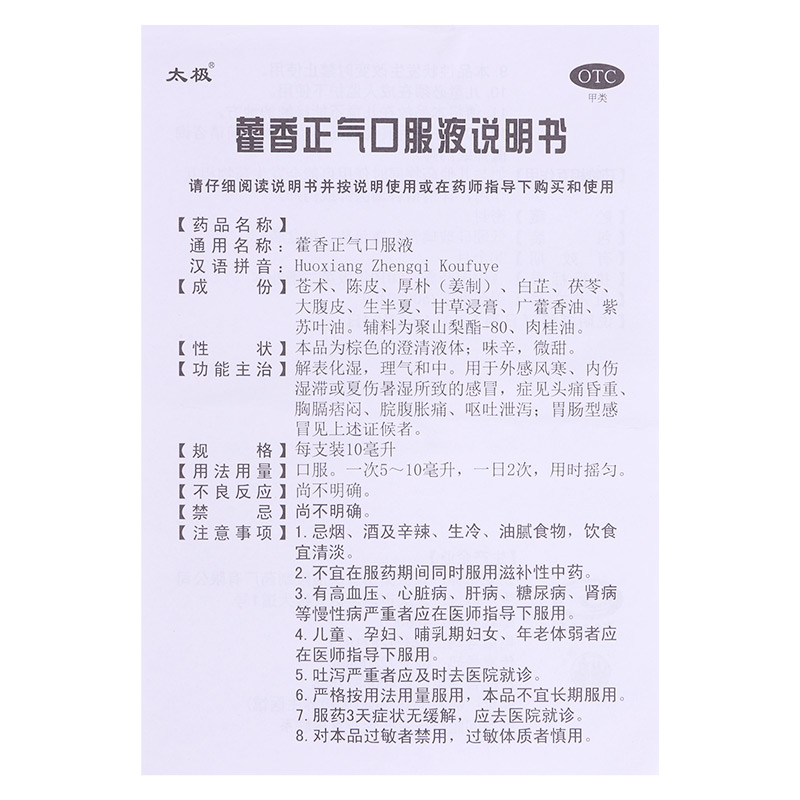 太极®
OTC
甲类
藿香正气口服液说明书
请仔细阅读说明书并按说明使用或在药师指导下购买和使用
【药品名称】
通用名称：藿香正气口服液
汉语拼音：Huoxiang Zhengqi Koufuye
【成　份】苍术、陈皮、厚朴（姜制）、白芷、茯苓、
大腹皮、生半夏、甘草浸膏、广藿香油、紫
苏叶油。辅料为聚山梨酯-80、肉桂油。
【性　状】本品为棕色的澄清液体；味辛，微甜。
【功能主治】解表化湿，理气和中。用于外感风寒、内伤
湿滞或夏伤暑湿所致的感冒，症见头痛昏重、
胸膈痞闷、脘腹胀痛、呕吐泄泻；胃肠型感
冒见上述证候者。
【规　格】每支装10毫升
【用法用量】口服。一次5～10毫升，一日2次，用时摇匀。
【不良反应】尚不明确。
【禁　忌】尚不明确。
【注意事项】1.忌烟、酒及辛辣、生冷、油腻食物，饮食
宜清淡。
2.不宜在服药期间同时服用滋补性中药。
3.有高血压、心脏病、肝病、糖尿病、肾病
等慢性病严重者应在医师指导下服用。
4.儿童、孕妇、哺乳期妇女、年老体弱者应
在医师指导下服用。
5.吐泻严重者应及时去医院就诊。
6.严格按用法用量服用，本品不宜长期服用。
7.服药3天症状无缓解，应去医院就诊。
8.对本品过敏者禁用，过敏体质者慎用。